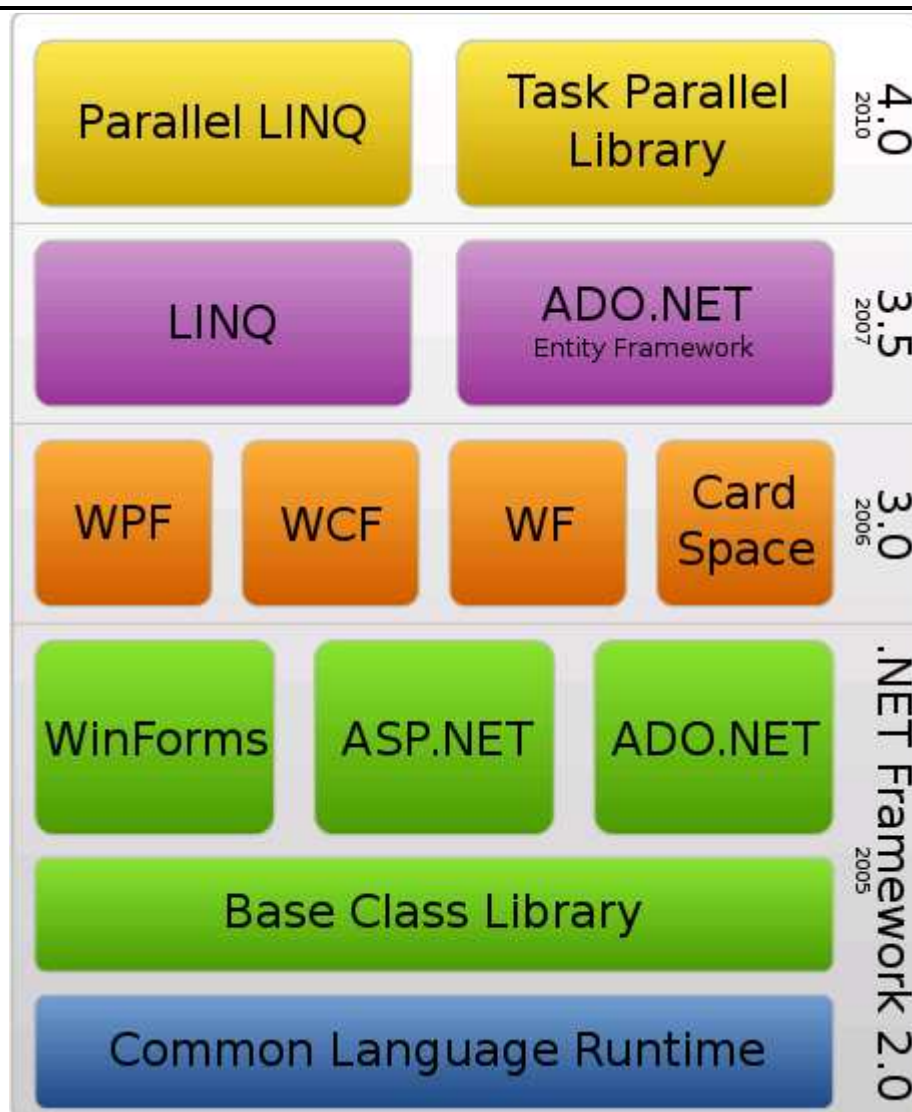 Parallel LINQ
Task Parallel
Library
4.0
2010
LINQ
ADO.NET
Entity Framework
3.5
2007
WPF
WCF
WF
Card
Space
3.0
2006
WinForms
ASP.NET
ADO.NET
Base Class Library
Common Language Runtime
.NET Framework 2.0
2005